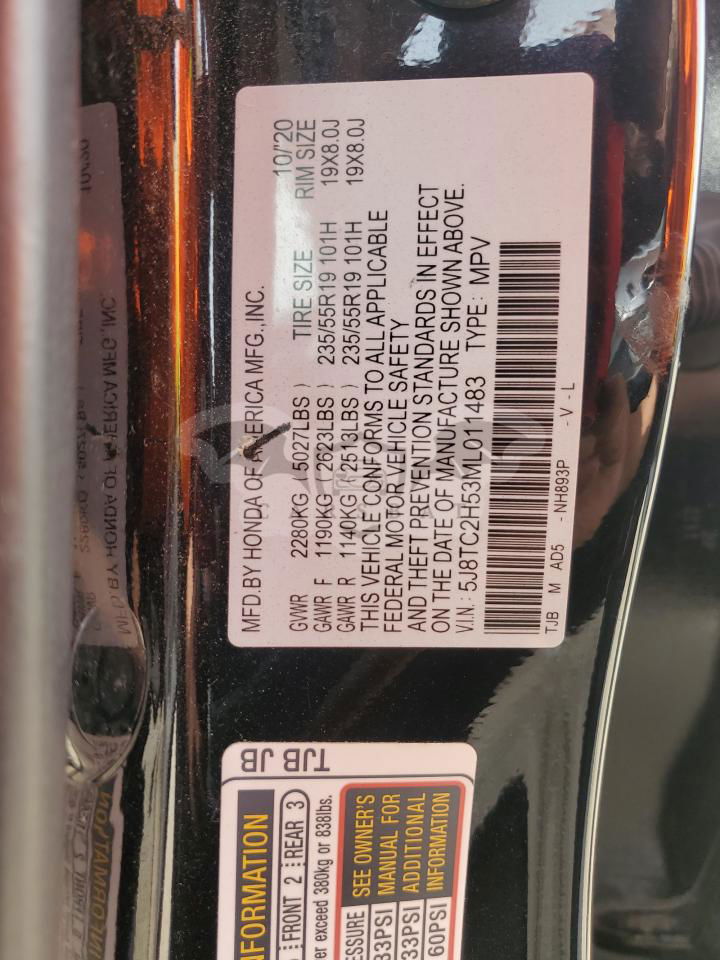 MFD.BY HONDA OF AMERICA MFG.,INC. 10/'20
GVWR 2280KG ( 5027LBS ) TIRE SIZE RIM SIZE
GAWR F 1190KG ( 2623LBS ) 235/55R19 101H 19X8.0J
GAWR R 1140KG ( 2513LBS ) 235/55R19 101H 19X8.0J
THIS VEHICLE CONFORMS TO ALL APPLICABLE
FEDERAL MOTOR VEHICLE SAFETY
AND THEFT PREVENTION STANDARDS IN EFFECT
ON THE DATE OF MANUFACTURE SHOWN ABOVE.
V.I.N.: 5J8TC2H53ML011483 TYPE: MPV
TJB M AD5 -NH893P -V-L
TJB JB
FRONT 2 REAR 3
exceed 380kg or 838lbs.
SEE OWNER'S
MANUAL FOR
ADDITIONAL
INFORMATION
33PSI
33PSI
60PSI